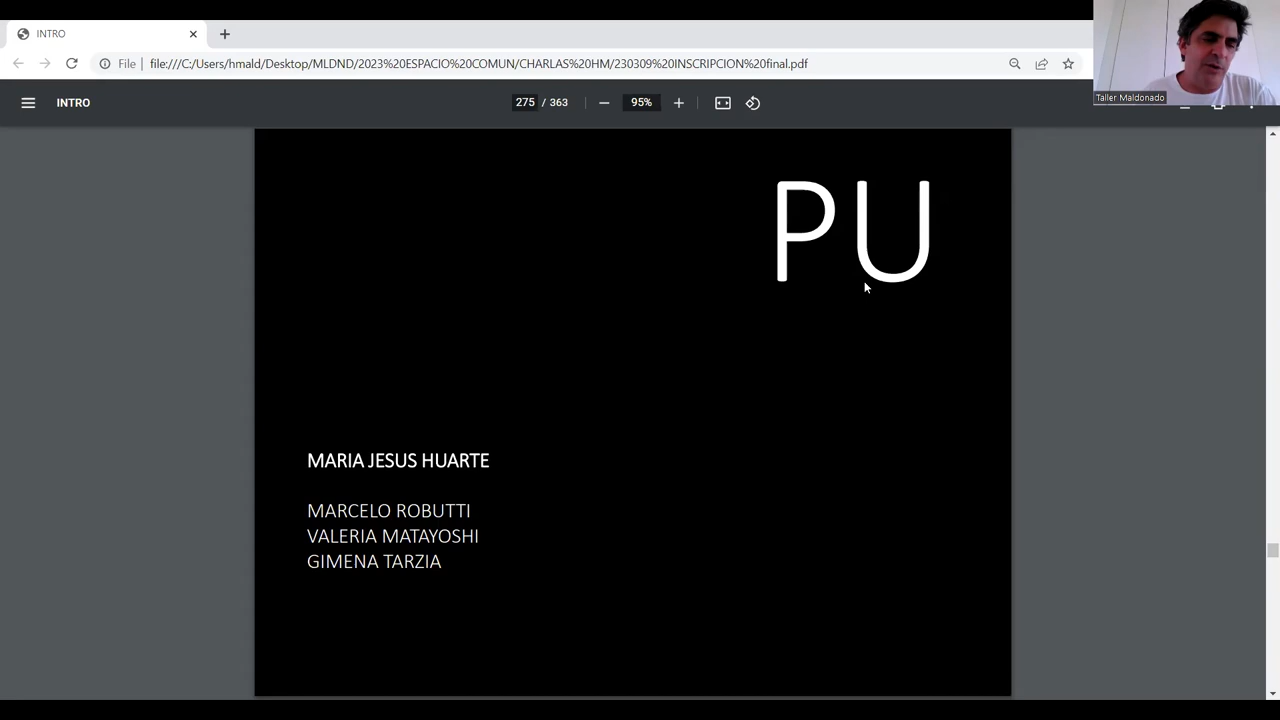 INTRO
File
file:///C:/Users/hmald/Desktop/MLDND/2023%20ESPACIO%20COMUN/CHARLAS%20HM/230309%20INSCRIPCION%20final.pdf
Taller Maldonado
INTRO
275 / 363
95%
PU
MARIA JESUS HUARTE
MARCELO ROBUTTI
VALERIA MATAYOSHI
GIMENA TARZIA